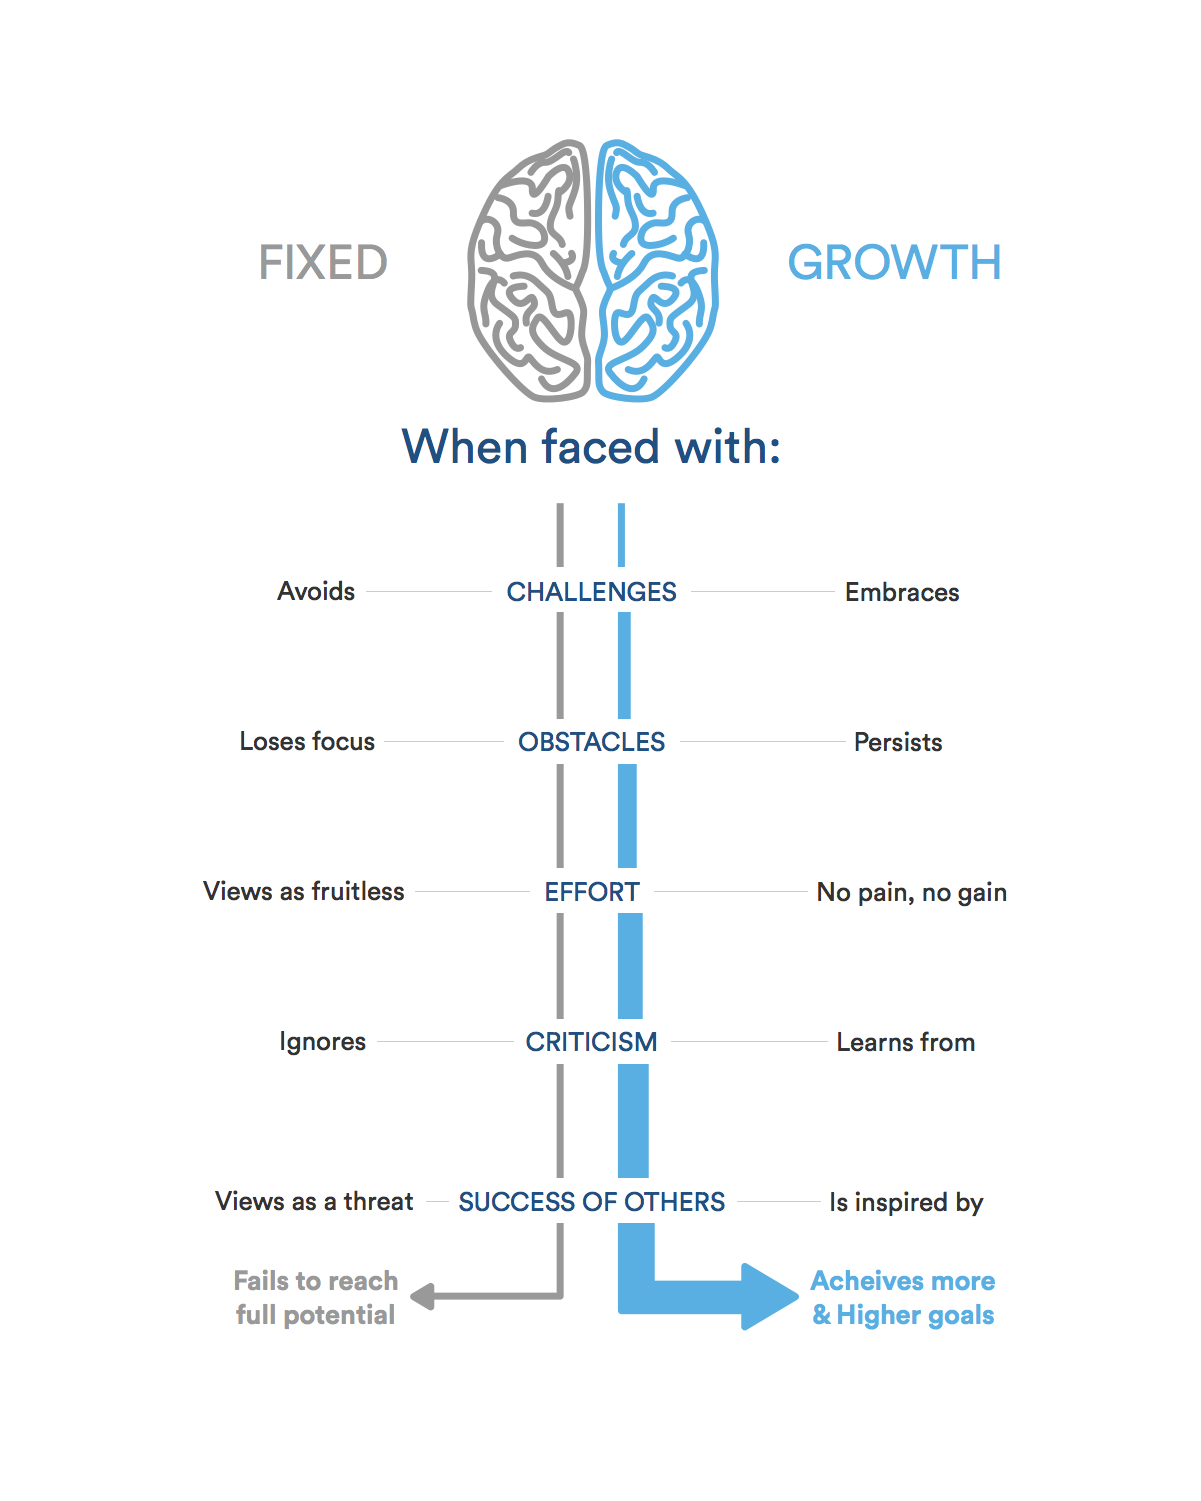 FIXED
GROWTH
When faced with:
Avoids
CHALLENGES
Embraces
Loses focus
OBSTACLES
Persists
Views as fruitless
EFFORT
No pain, no gain
Ignores
CRITICISM
Learns from
Views as a threat
SUCCESS OF OTHERS
Is inspired by
Fails to reach
full potential
Acheives more
& Higher goals